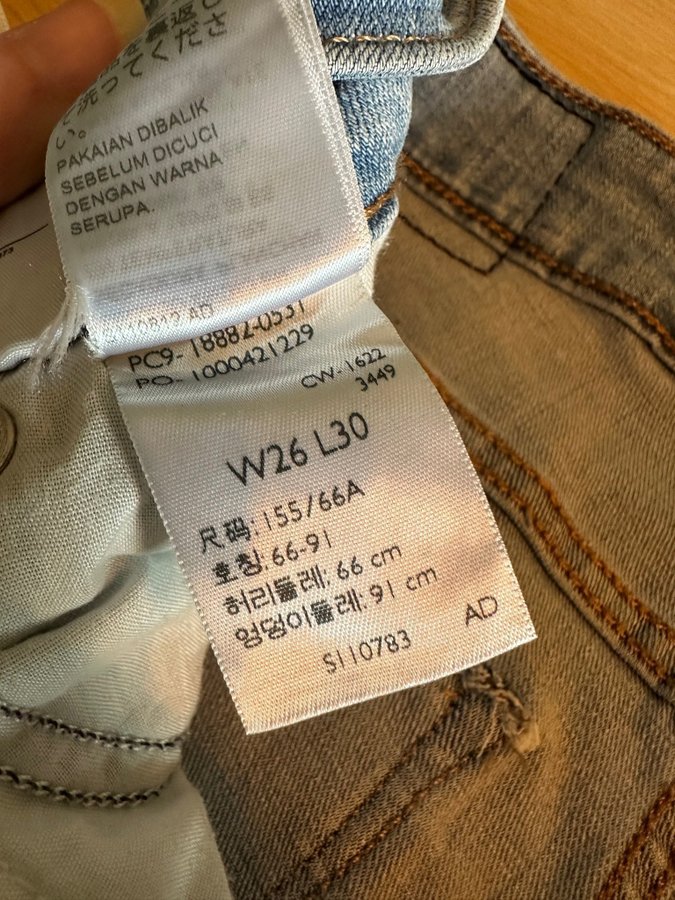 PAKAIAN DIBALIK
SEBELUM DICUCI
DENGAN WARNA
SERUPA.
PC9- 18882-0531
PO- 1000421229
CW-1622
3449
W26 L30
尺码: 155/66A
호칭: 66-91
허리둘레: 66 cm
엉덩이둘레: 91 cm
AD
S110783